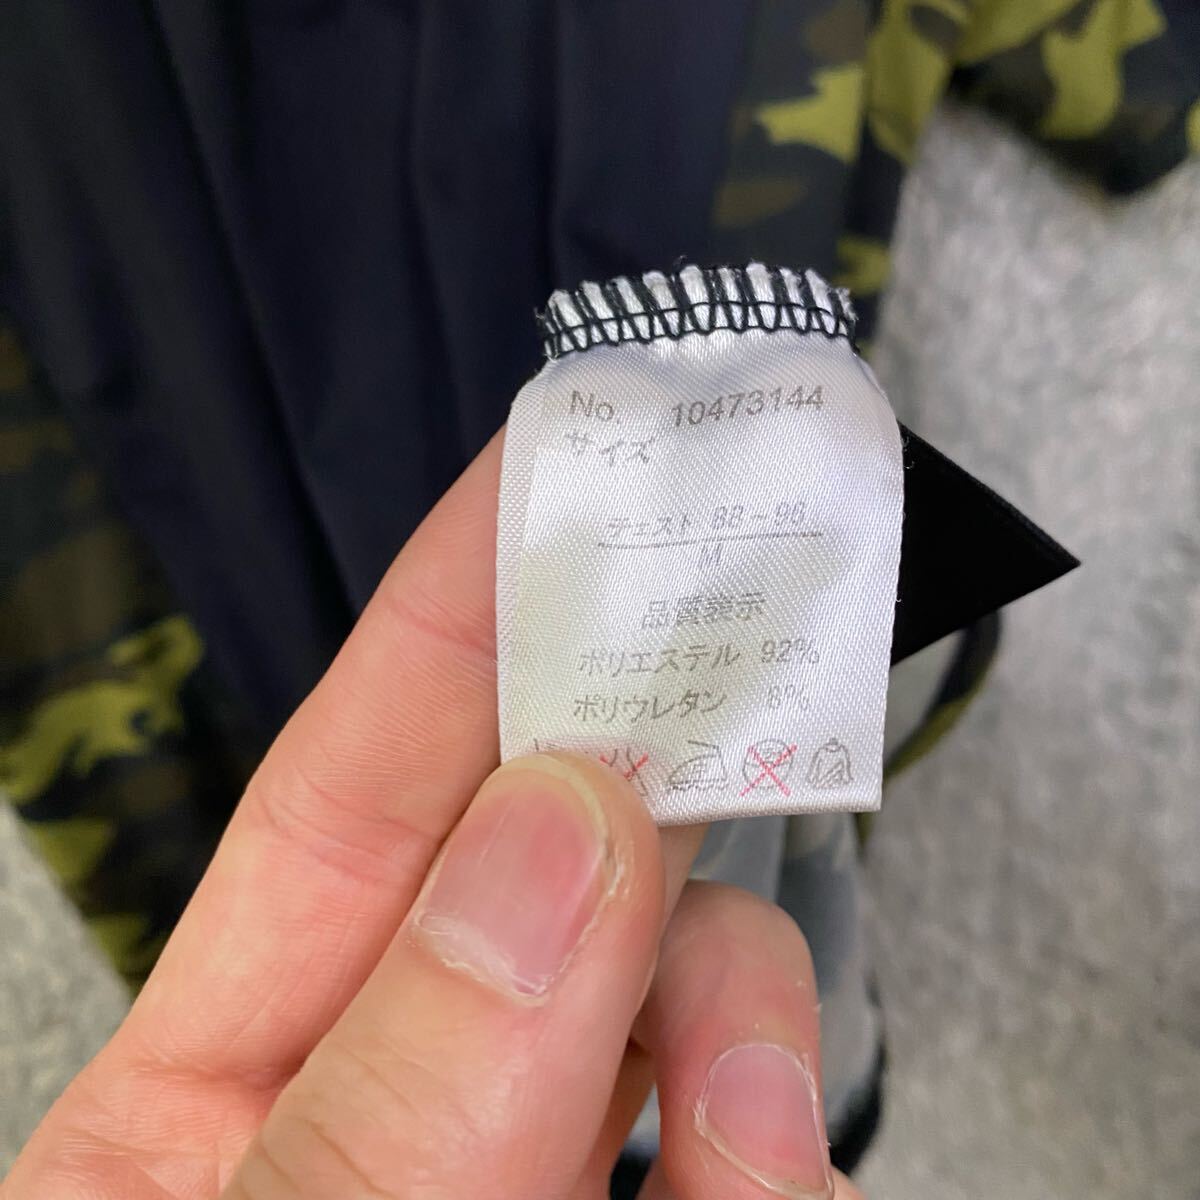 No. 10473144
サイズ
チェスト 88～96
M
品質表示
ポリエステル 92%
ポリウレタン 8%